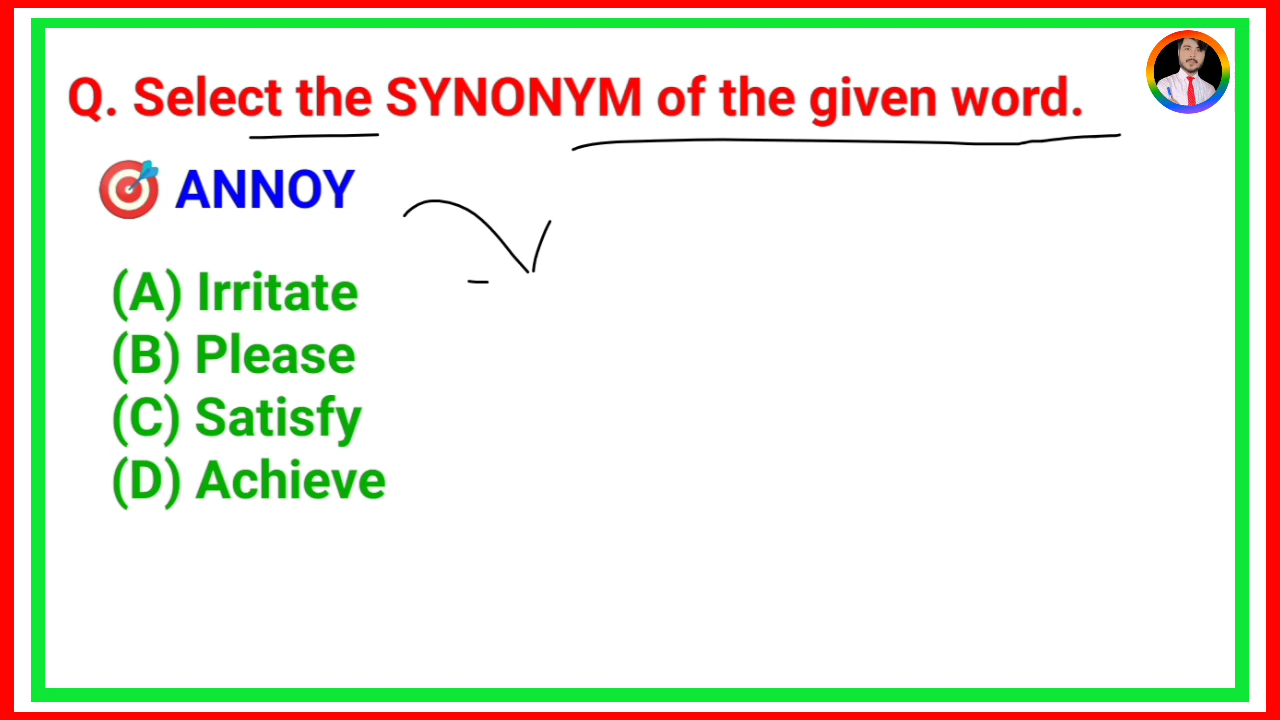 Q. Select the SYNONYM of the given word.
🎯 ANNOY
(A) Irritate
(B) Please
(C) Satisfy
(D) Achieve